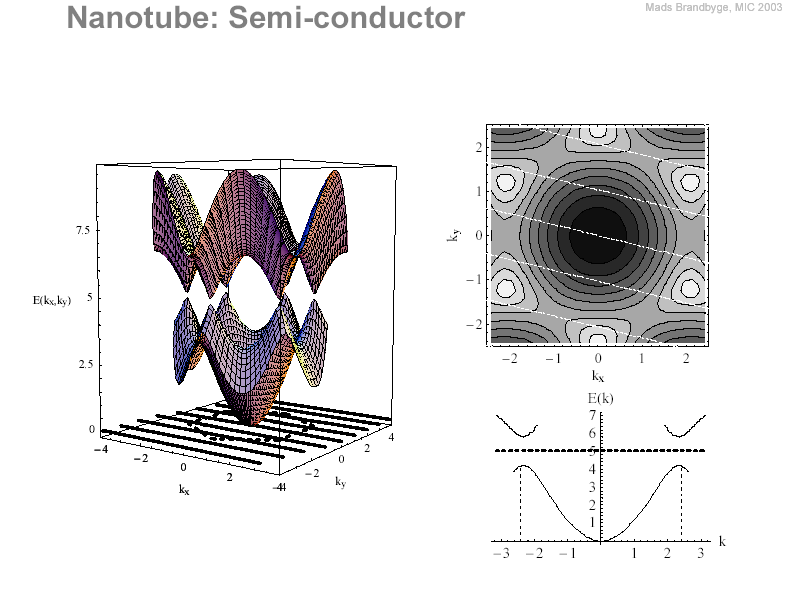 Nanotube: Semi-conductor
Mads Brandbyge, MIC 2003
7.5
E(kx,ky)
5
2.5
0
−4
−2
0
2
−4
kx
4
2
0
−2
−4
ky
2
1
0
−1
−2
ky
−2 −1 0 1 2
kx
E(k)
7
6
5
4
3
2
1
−3 −2 −1 1 2 3
k